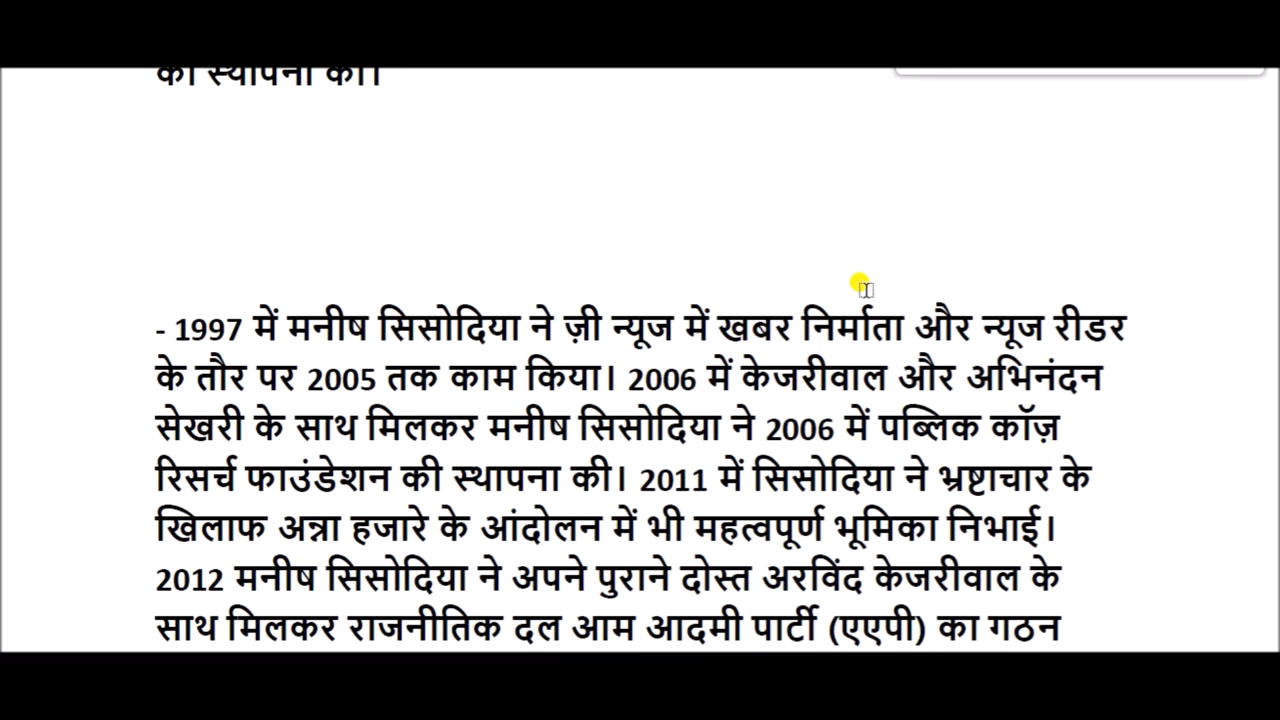 की स्थापना की।
- 1997 में मनीष सिसोदिया ने ज़ी न्यूज में खबर निर्माता और न्यूज रीडर
के तौर पर 2005 तक काम किया। 2006 में केजरीवाल और अभिनंदन
सेखरी के साथ मिलकर मनीष सिसोदिया ने 2006 में पब्लिक कॉज़
रिसर्च फाउंडेशन की स्थापना की। 2011 में सिसोदिया ने भ्रष्टाचार के
खिलाफ अन्ना हजारे के आंदोलन में भी महत्वपूर्ण भूमिका निभाई।
2012 मनीष सिसोदिया ने अपने पुराने दोस्त अरविंद केजरीवाल के
साथ मिलकर राजनीतिक दल आम आदमी पार्टी (एएपी) का गठन